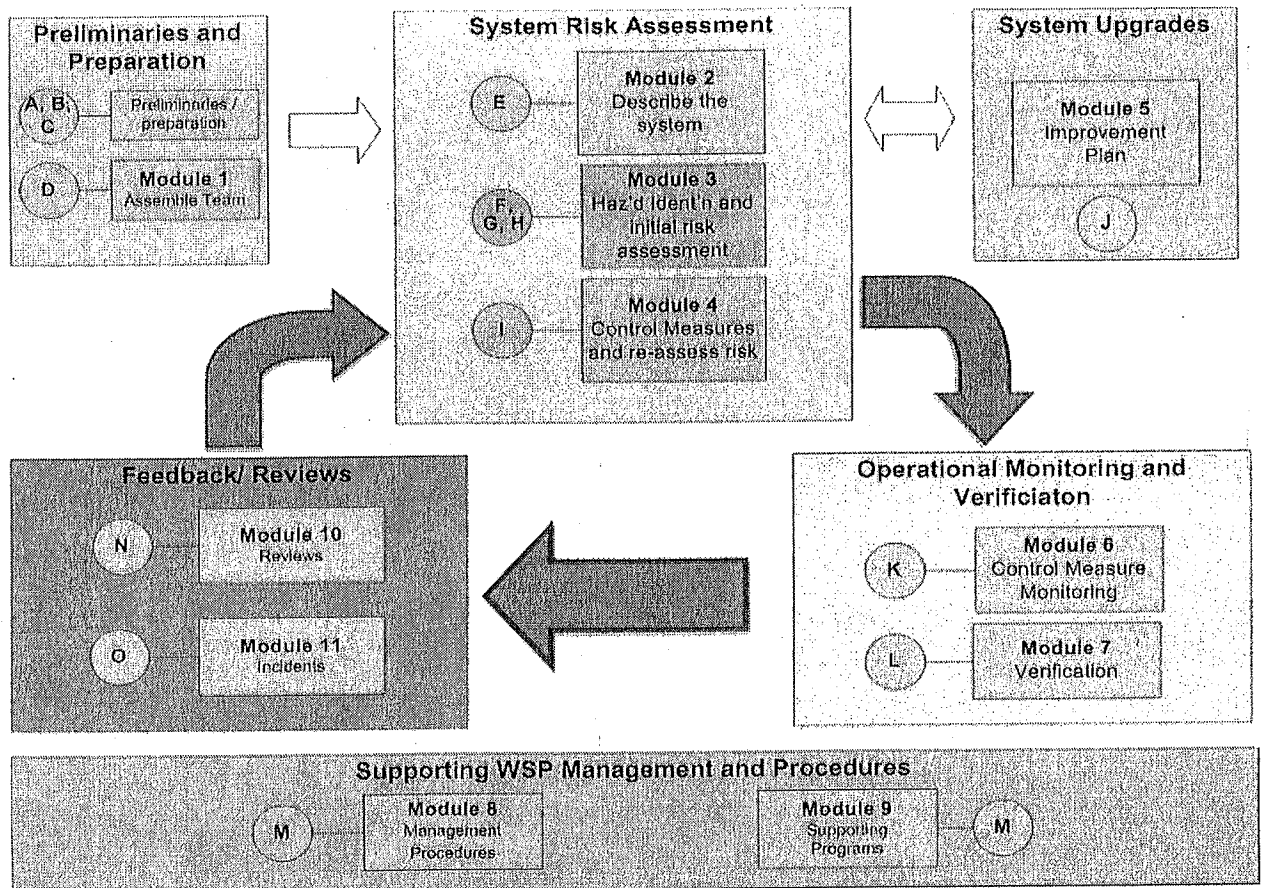 Preliminaries and
Preparation
A, B,
C
Preliminaries /
preparation
D
Module 1
Assemble Team
System Risk Assessment
E
Module 2
Describe the
system
F,
G, H
Module 3
Haz'd Ident'n and
initial risk
assessment
I
Module 4
Control Measures
and re-assess risk
System Upgrades
Module 5
Improvement
Plan
J
Feedback/ Reviews
N
Module 10
Reviews
O
Module 11
Incidents
Operational Monitoring and
Verificiaton
K
Module 6
Control Measure
Monitoring
L
Module 7
Verification
Supporting WSP Management and Procedures
M
Module 8
Management
Procedures
Module 9
Supporting
Programs
M